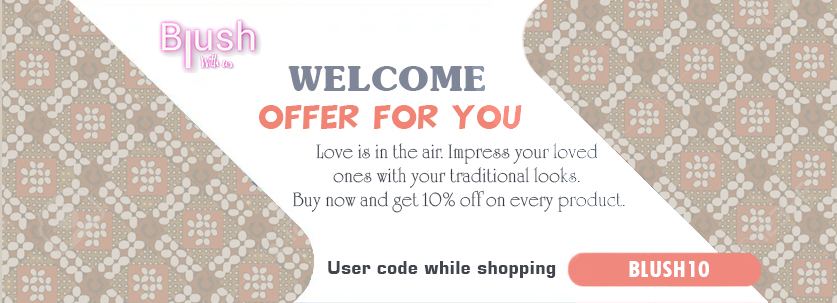 Blush
With us
WELCOME
OFFER FOR YOU
Love is in the air. Impress your loved
ones with your traditional looks.
Buy now and get 10% off on every product.
User code while shopping
BLUSH10